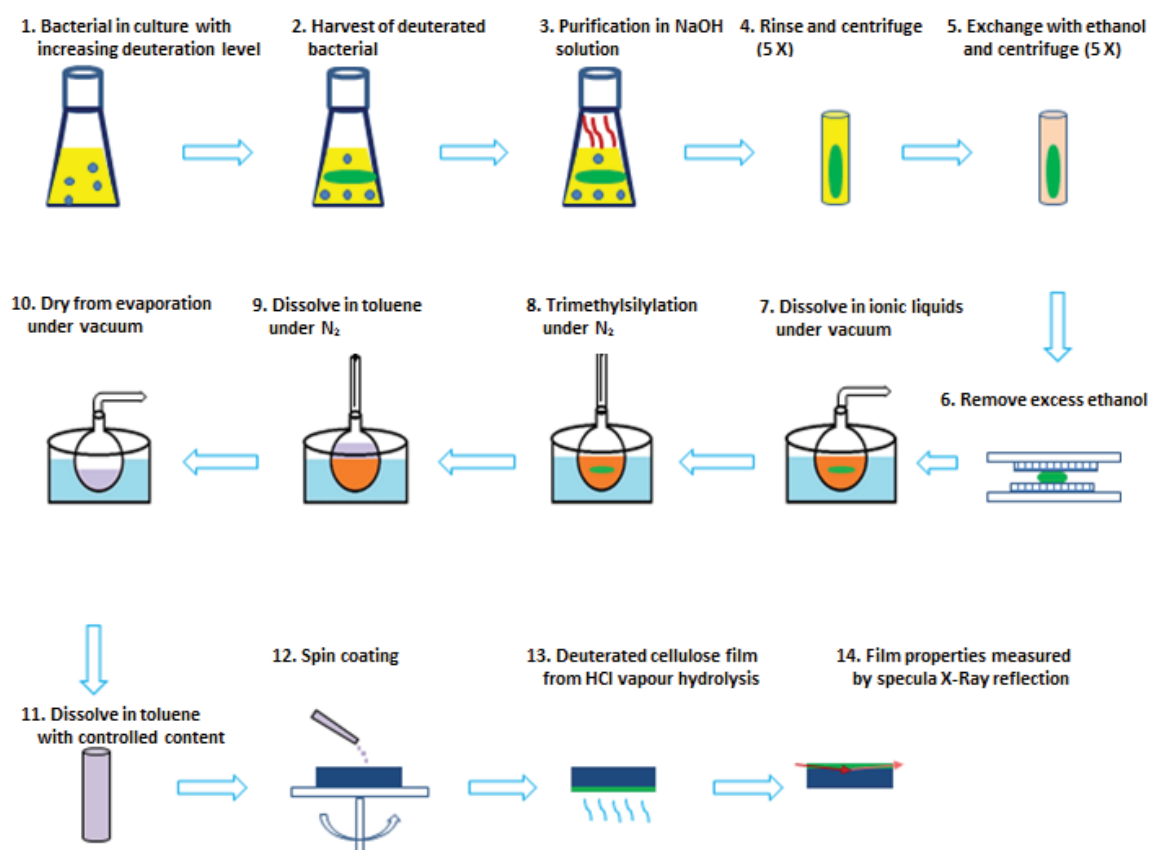 1. Bacterial in culture with
increasing deuteration level
2. Harvest of deuterated
bacterial
3. Purification in NaOH
solution
4. Rinse and centrifuge
(5 X)
5. Exchange with ethanol
and centrifuge (5 X)
6. Remove excess ethanol
7. Dissolve in ionic liquids
under vacuum
8. Trimethylsilylation
under N₂
9. Dissolve in toluene
under N₂
10. Dry from evaporation
under vacuum
11. Dissolve in toluene
with controlled content
12. Spin coating
13. Deuterated cellulose film
from HCl vapour hydrolysis
14. Film properties measured
by specula X-Ray reflection